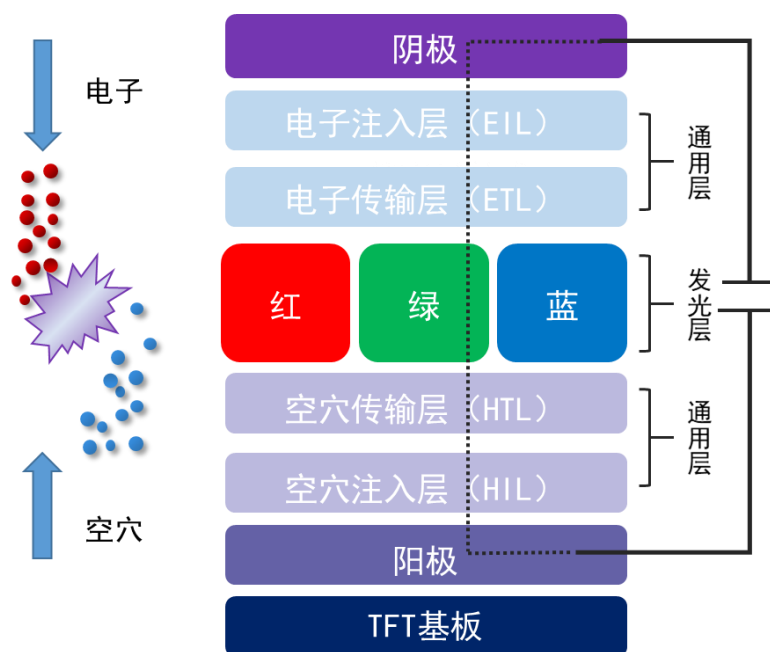 阴极
电子
电子注入层（EIL）
通用层
电子传输层（ETL）
红
绿
蓝
发光层
空穴传输层（HTL）
通用层
空穴注入层（HIL）
空穴
阳极
TFT基板